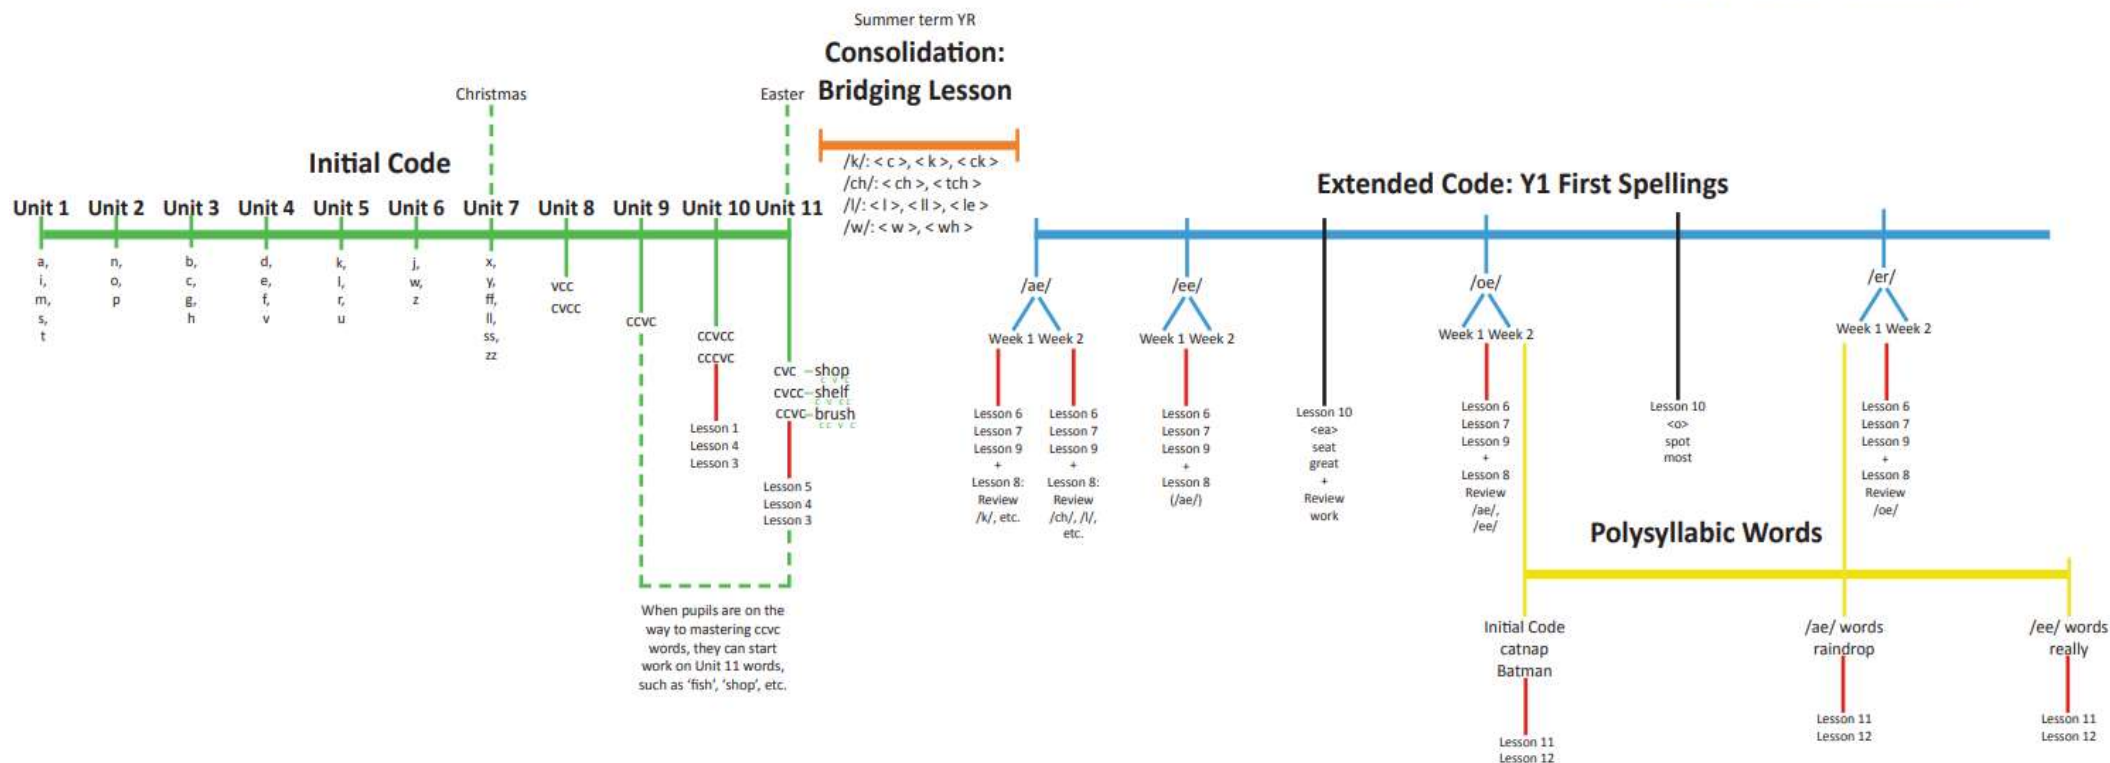 Summer term YR
Consolidation:
Bridging Lesson
Christmas
Easter
/k/: < c >, < k >, < ck >
/ch/: < ch >, < tch >
/l/: < l >, < ll >, < le >
/w/: < w >, < wh >
Initial Code
Unit 1 Unit 2 Unit 3 Unit 4 Unit 5 Unit 6 Unit 7 Unit 8 Unit 9 Unit 10 Unit 11
a,
i,
m,
s,
t
n,
o,
p
b,
c,
g,
h
d,
e,
f,
v
k,
l,
r,
u
j,
w,
z
x,
y,
ff,
ll,
ss,
zz
vcc
cvcc
ccvc
ccvcc
cccvc
Lesson 1
Lesson 4
Lesson 3
cvc – shop
c v c
cvcc – shelf
c v cc
ccvc – brush
cc v c
Lesson 5
Lesson 4
Lesson 3
When pupils are on the
way to mastering ccvc
words, they can start
work on Unit 11 words,
such as ‘fish’, ‘shop’, etc.
Extended Code: Y1 First Spellings
/ae/
Week 1 Week 2
Lesson 6
Lesson 7
Lesson 9
+
Lesson 8:
Review
/k/, etc.
Lesson 6
Lesson 7
Lesson 9
+
Lesson 8:
Review
/ch/, /l/,
etc.
/ee/
Week 1 Week 2
Lesson 6
Lesson 7
Lesson 9
+
Lesson 8
(/ae/)
Lesson 10
<ea>
seat
great
+
Review
work
/oe/
Week 1 Week 2
Lesson 6
Lesson 7
Lesson 9
+
Lesson 8
Review
/ae/,
/ee/
Lesson 10
<o>
spot
most
/er/
Week 1 Week 2
Lesson 6
Lesson 7
Lesson 9
+
Lesson 8
Review
/oe/
Polysyllabic Words
Initial Code
catnap
Batman
Lesson 11
Lesson 12
/ae/ words
raindrop
Lesson 11
Lesson 12
/ee/ words
really
Lesson 11
Lesson 12